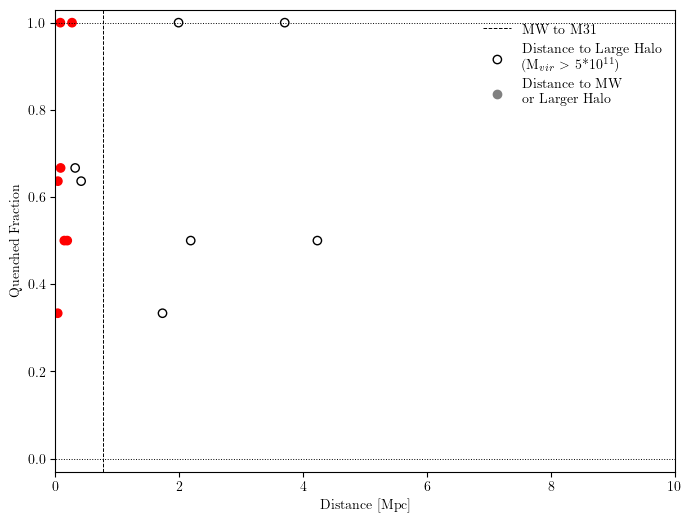 1.0
0.8
0.6
0.4
0.2
0.0
Quenched Fraction
MW to M31
Distance to Large Halo
(M_{vir} > 5*10^{11})
Distance to MW
or Larger Halo
0 2 4 6 8 10
Distance [Mpc]